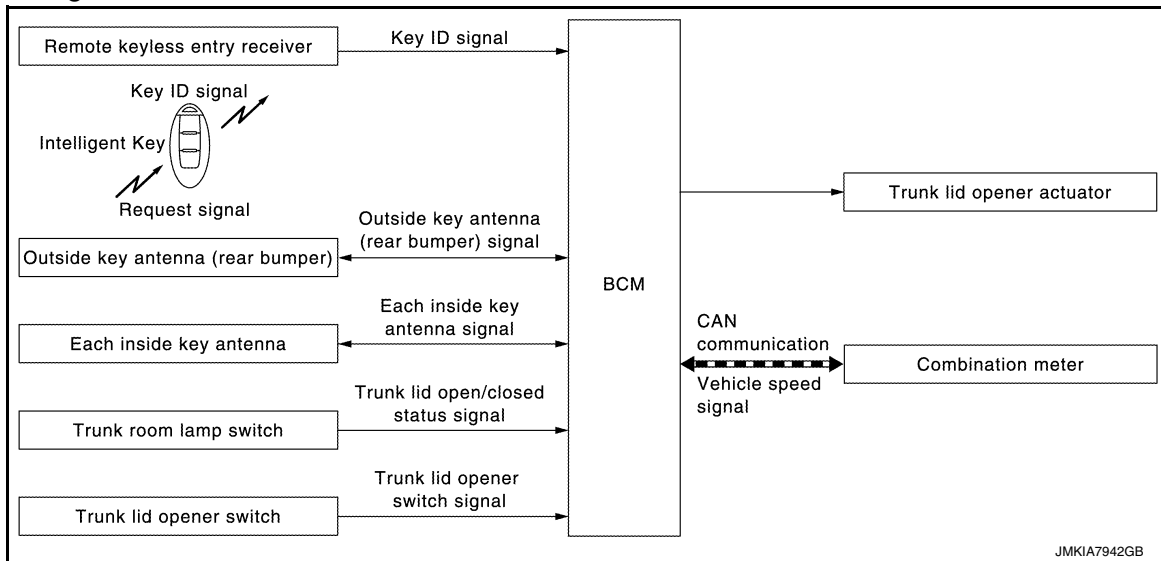 Remote keyless entry receiver
Key ID signal
Key ID signal
Intelligent Key
Request signal
Outside key antenna
(rear bumper) signal
Outside key antenna (rear bumper)
Each inside key
antenna signal
Each inside key antenna
Trunk lid open/closed
status signal
Trunk room lamp switch
Trunk lid opener
switch signal
Trunk lid opener switch
BCM
Trunk lid opener actuator
CAN
communication
Vehicle speed
signal
Combination meter
JMKIA7942GB